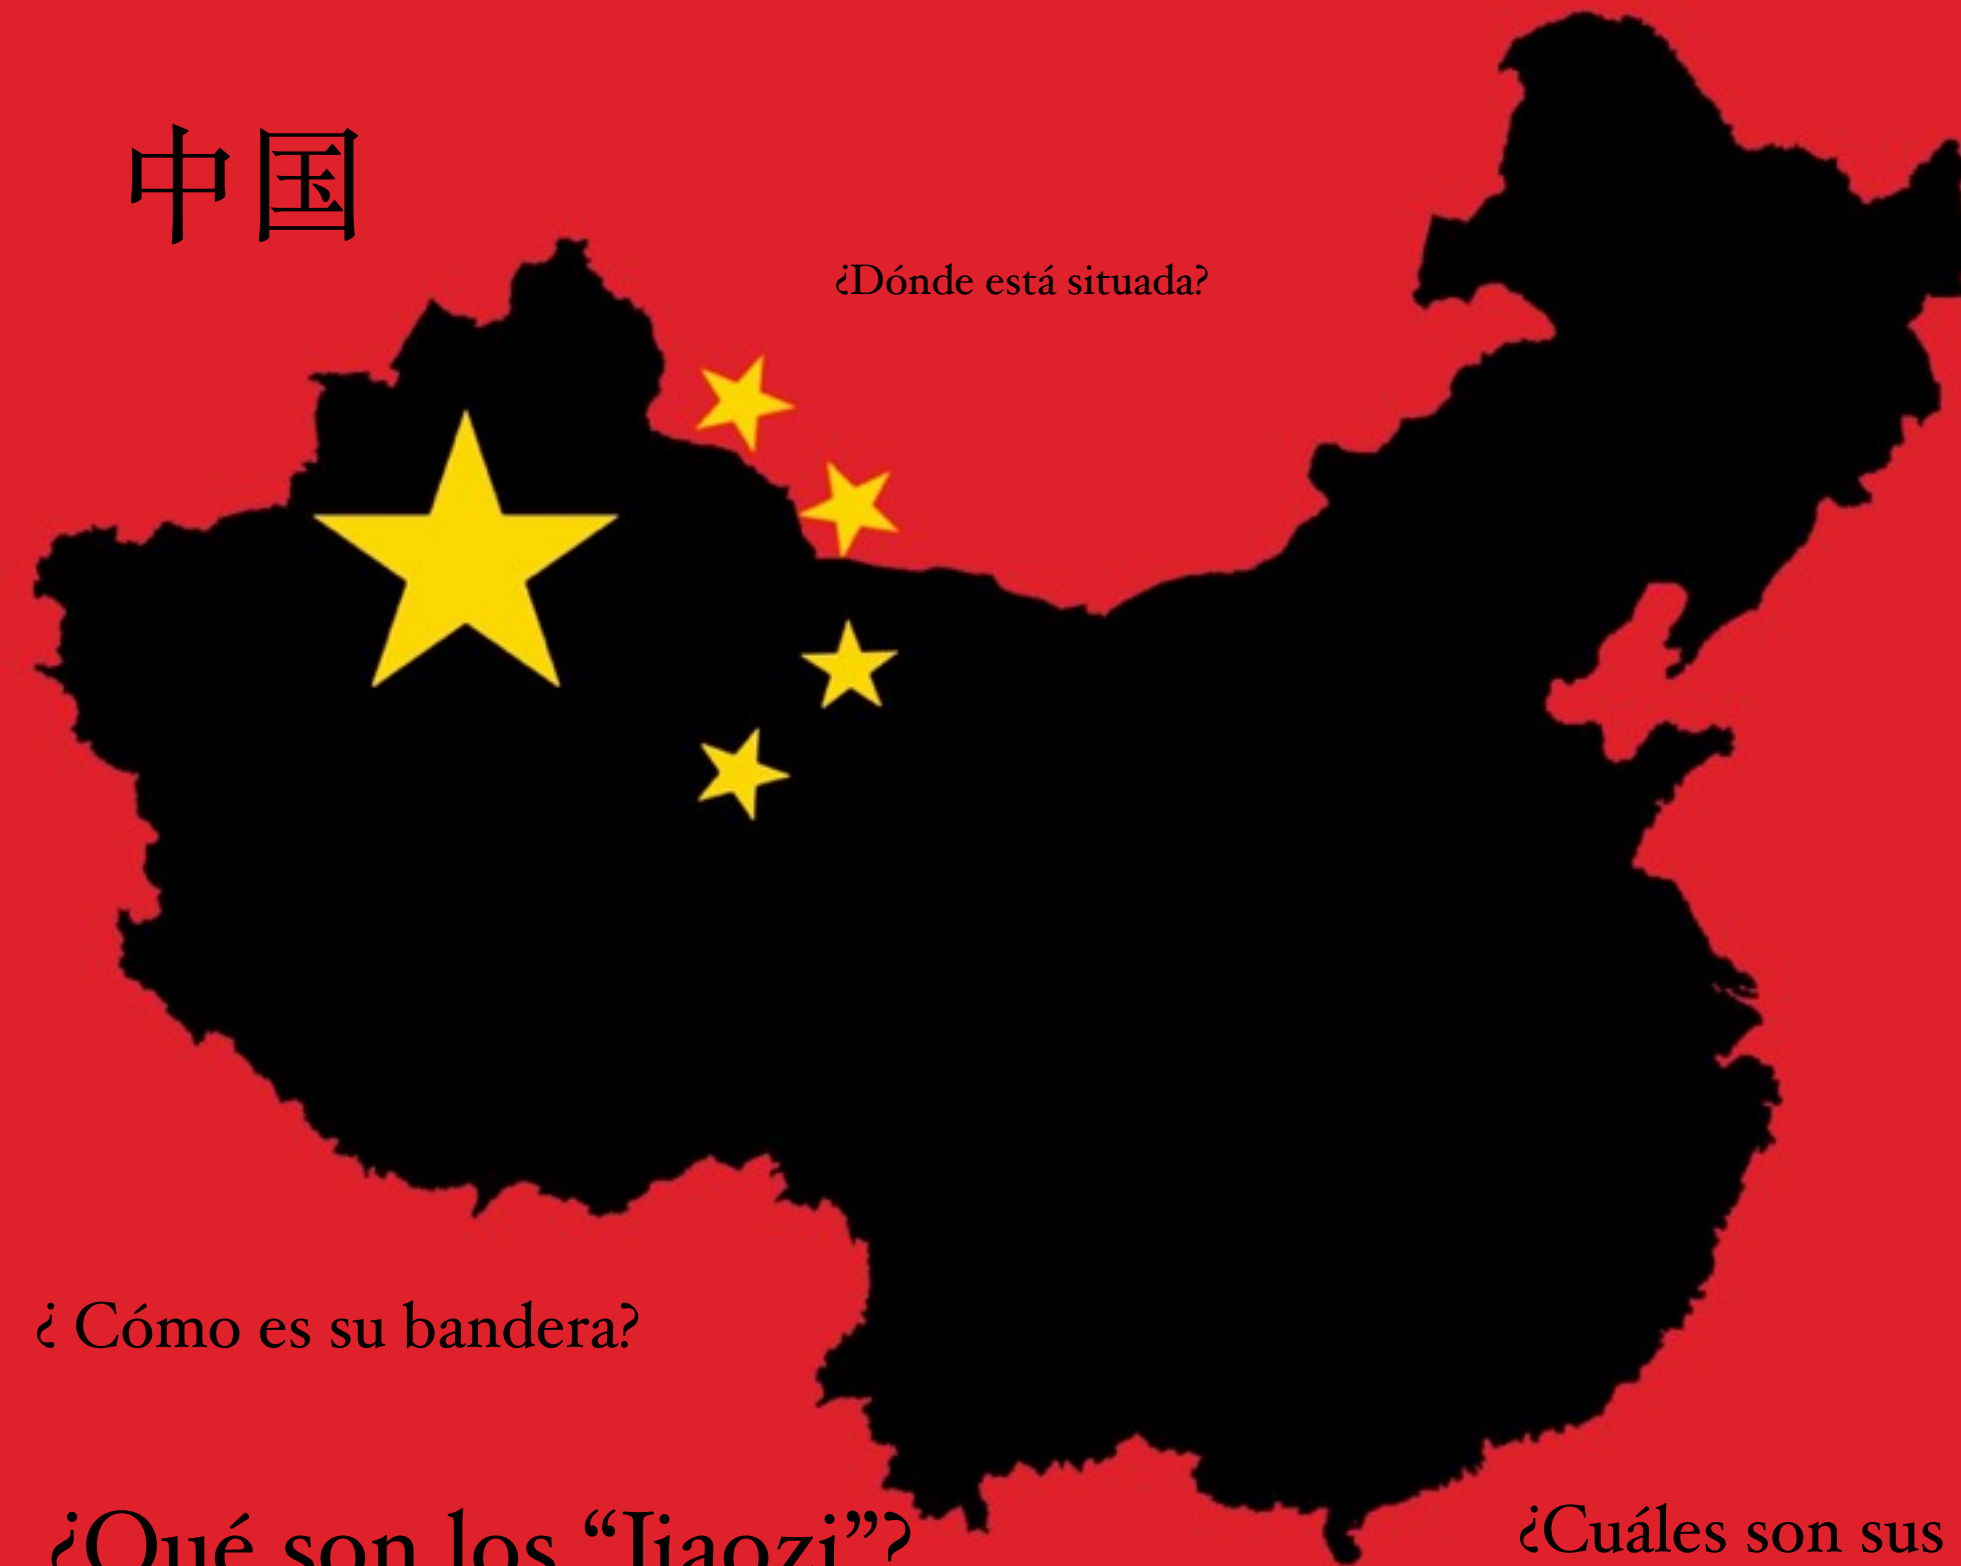 中国
¿Dónde está situada?
¿ Cómo es su bandera?
¿Qué son los “Jiaozi”?
¿Cuáles son sus